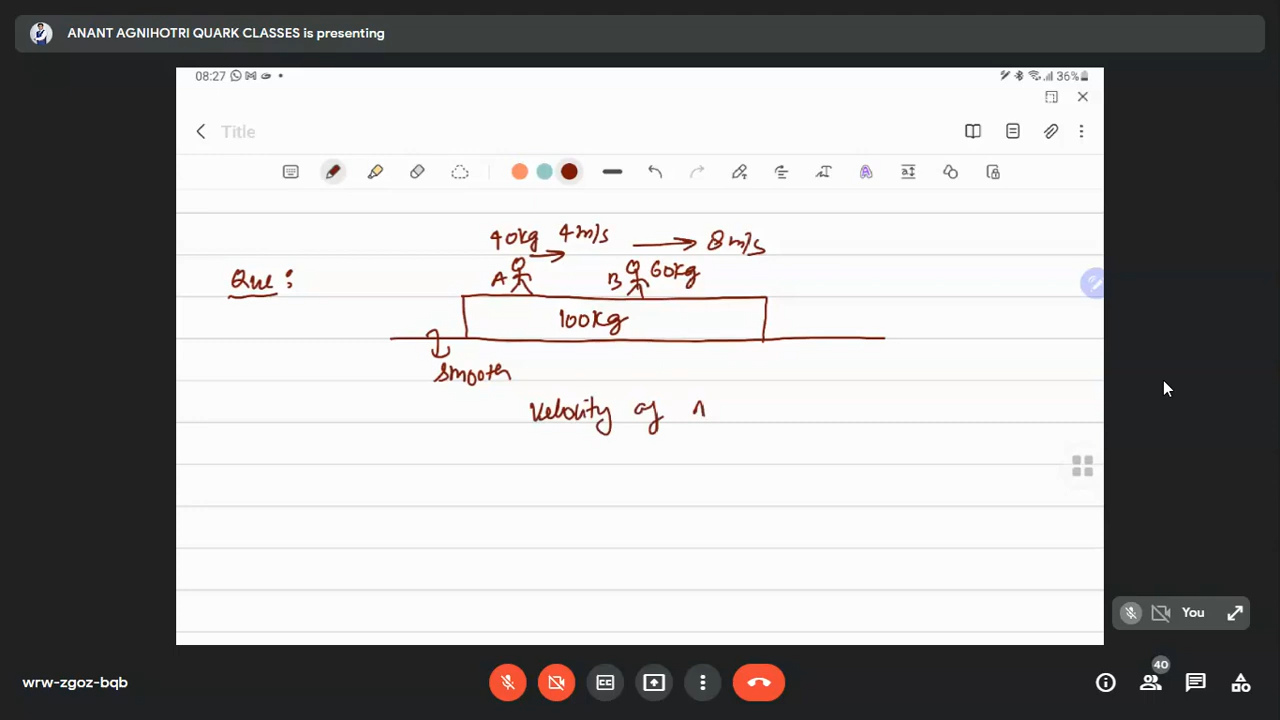 ANANT AGNIHOTRI QUARK CLASSES is presenting
08:27
36%
Title
40kg 4m/s 8m/s
Que :
A B 60kg
100kg
smooth
Velocity of
You
wrw-zgoz-bqb
40